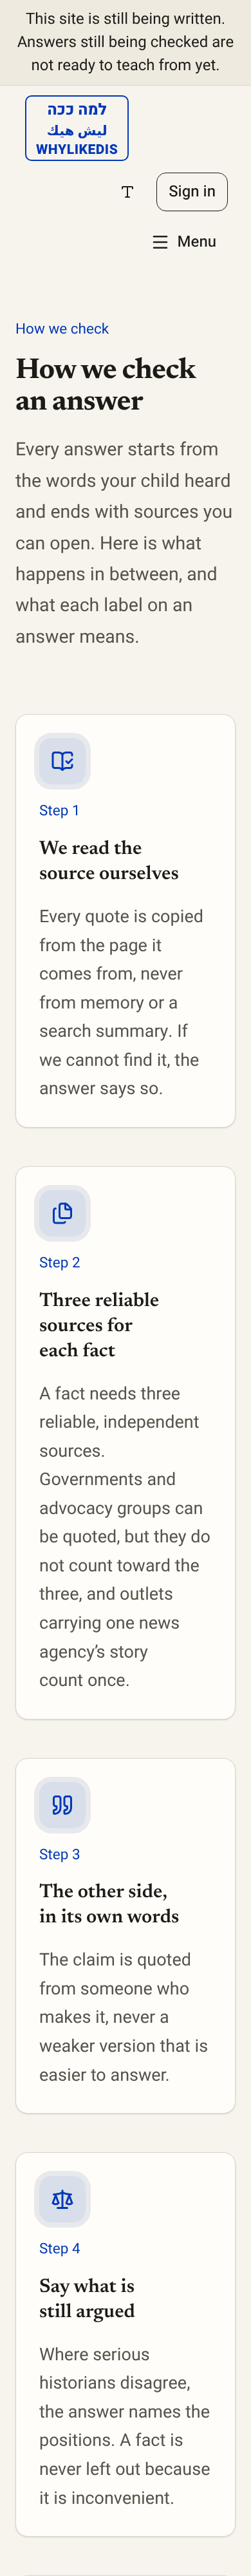 This site is still being written.
Answers still being checked are
not ready to teach from yet.
למה ככה
ليش هيك
WHYLIKEDIS
T
Sign in
Menu
How we check
How we check
an answer
Every answer starts from
the words your child heard
and ends with sources you
can open. Here is what
happens in between, and
what each label on an
answer means.
Step 1
We read the
source ourselves
Every quote is copied
from the page it
comes from, never
from memory or a
search summary. If
we cannot find it, the
answer says so.
Step 2
Three reliable
sources for
each fact
A fact needs three
reliable, independent
sources.
Governments and
advocacy groups can
be quoted, but they do
not count toward the
three, and outlets
carrying one news
agency’s story
count once.
Step 3
The other side,
in its own words
The claim is quoted
from someone who
makes it, never a
weaker version that is
easier to answer.
Step 4
Say what is
still argued
Where serious
historians disagree,
the answer names the
positions. A fact is
never left out because
it is inconvenient.